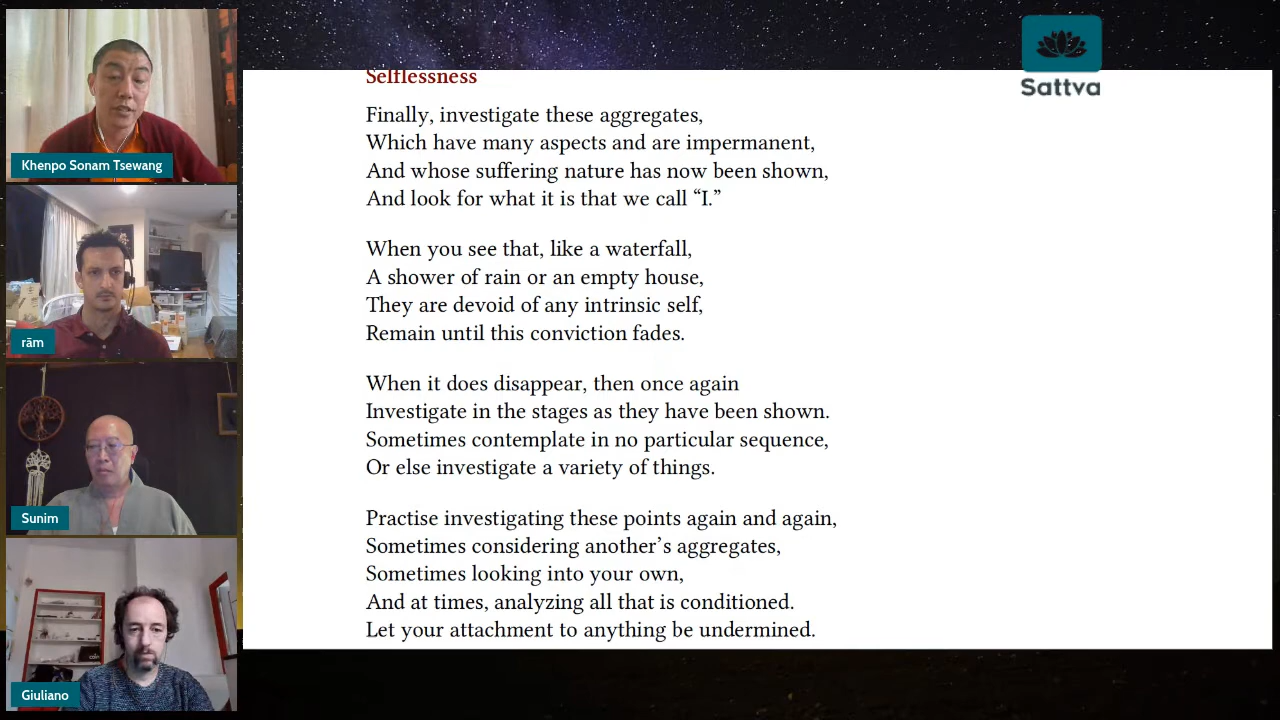 Selflessness
Finally, investigate these aggregates,
Which have many aspects and are impermanent,
And whose suffering nature has now been shown,
And look for what it is that we call “I.”
When you see that, like a waterfall,
A shower of rain or an empty house,
They are devoid of any intrinsic self,
Remain until this conviction fades.
When it does disappear, then once again
Investigate in the stages as they have been shown.
Sometimes contemplate in no particular sequence,
Or else investigate a variety of things.
Practise investigating these points again and again,
Sometimes considering another’s aggregates,
Sometimes looking into your own,
And at times, analyzing all that is conditioned.
Let your attachment to anything be undermined.
Sattva
Khenpo Sonam Tsewang
rām
Sunim
Giuliano